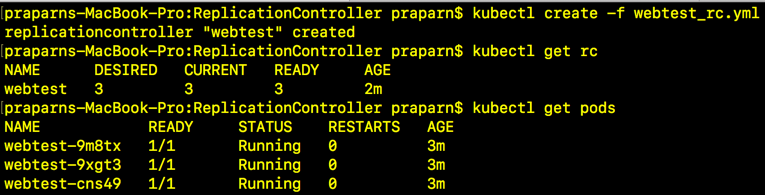 [praparns-MacBook-Pro:ReplicationController praparn$ kubectl create -f webtest_rc.yml
replicationcontroller "webtest" created
[praparns-MacBook-Pro:ReplicationController praparn$ kubectl get rc
NAME DESIRED CURRENT READY AGE
webtest 3 3 3 2m
[praparns-MacBook-Pro:ReplicationController praparn$ kubectl get pods
NAME READY STATUS RESTARTS AGE
webtest-9m8tx 1/1 Running 0 3m
webtest-9xgt3 1/1 Running 0 3m
webtest-cns49 1/1 Running 0 3m